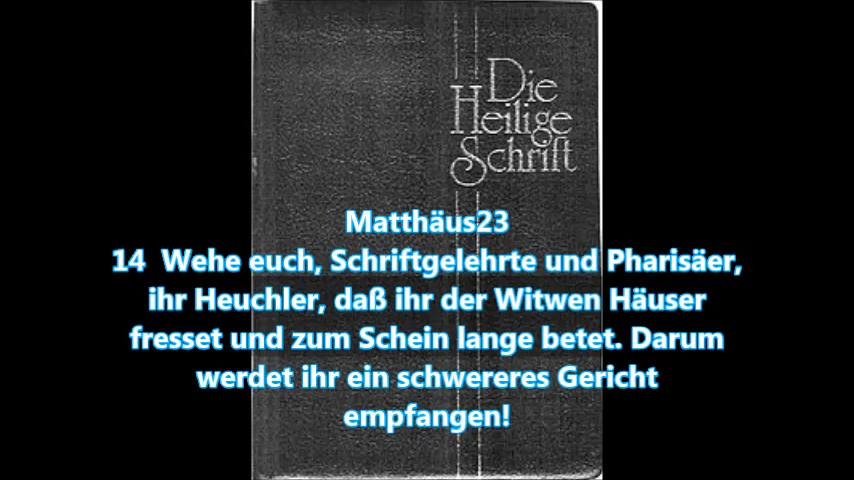 Die
Heilige
Schrift
Matthäus23
14  Wehe euch, Schriftgelehrte und Pharisäer,
ihr Heuchler, daß ihr der Witwen Häuser
fresset und zum Schein lange betet. Darum
werdet ihr ein schwereres Gericht
empfangen!